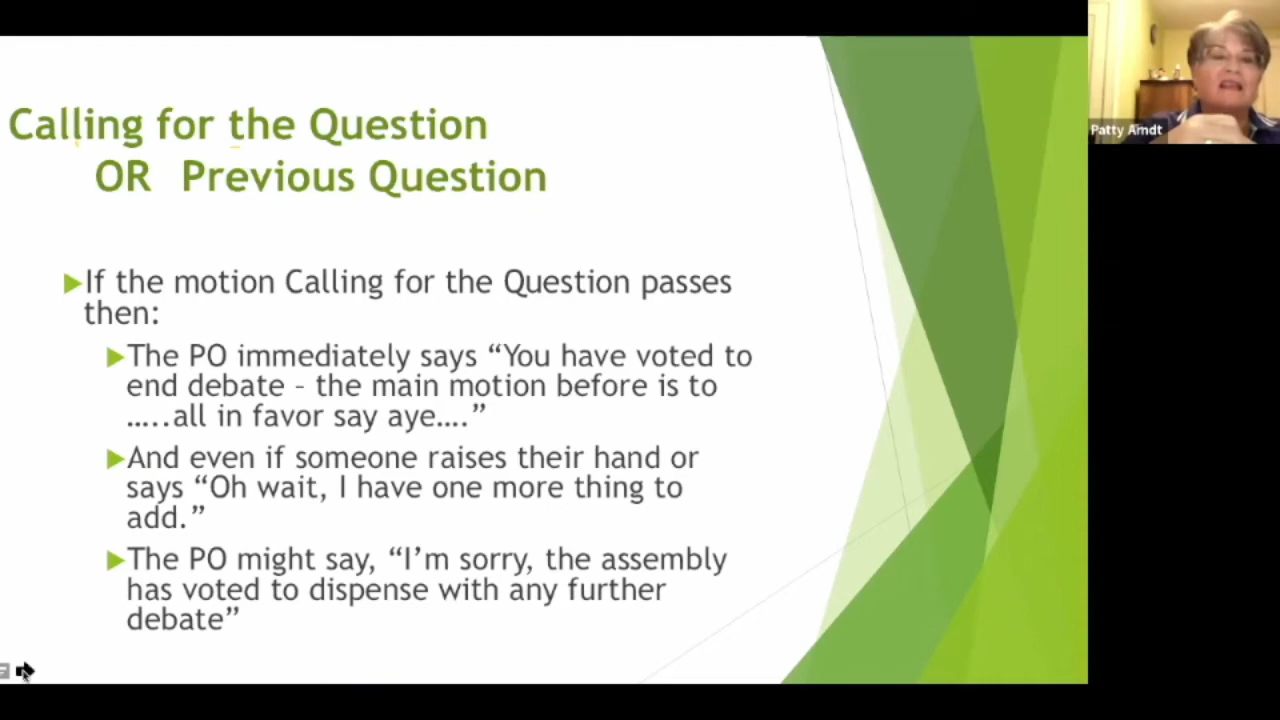 Calling for the Question
OR Previous Question
If the motion Calling for the Question passes
then:
The PO immediately says “You have voted to
end debate – the main motion before is to
…..all in favor say aye….”
And even if someone raises their hand or
says “Oh wait, I have one more thing to
add.”
The PO might say, “I’m sorry, the assembly
has voted to dispense with any further
debate”
Patty Arndt